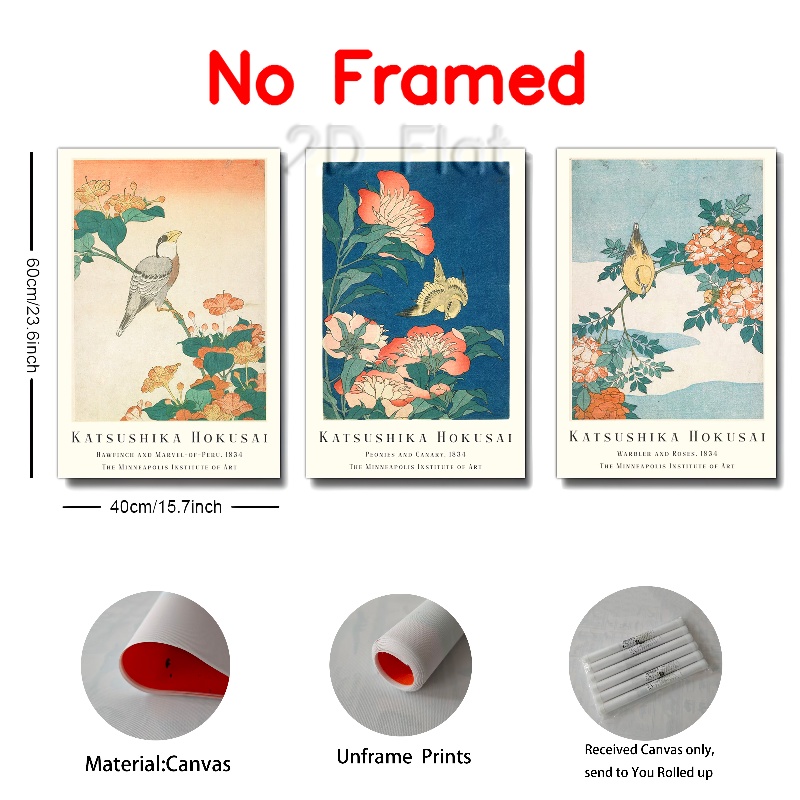 No Framed
2D Flat
60cm/23.6inch
KATSUSHIKA HOKUSAI
HAWFINCH AND MARVEL-OF-PERU, 1834
THE MINNEAPOLIS INSTITUTE OF ART
KATSUSHIKA HOKUSAI
PEONIES AND CANARY, 1834
THE MINNEAPOLIS INSTITUTE OF ART
KATSUSHIKA HOKUSAI
WARBLER AND ROSES, 1834
THE MINNEAPOLIS INSTITUTE OF ART
40cm/15.7inch
Material:Canvas
Unframe Prints
Received Canvas only,
send to You Rolled up